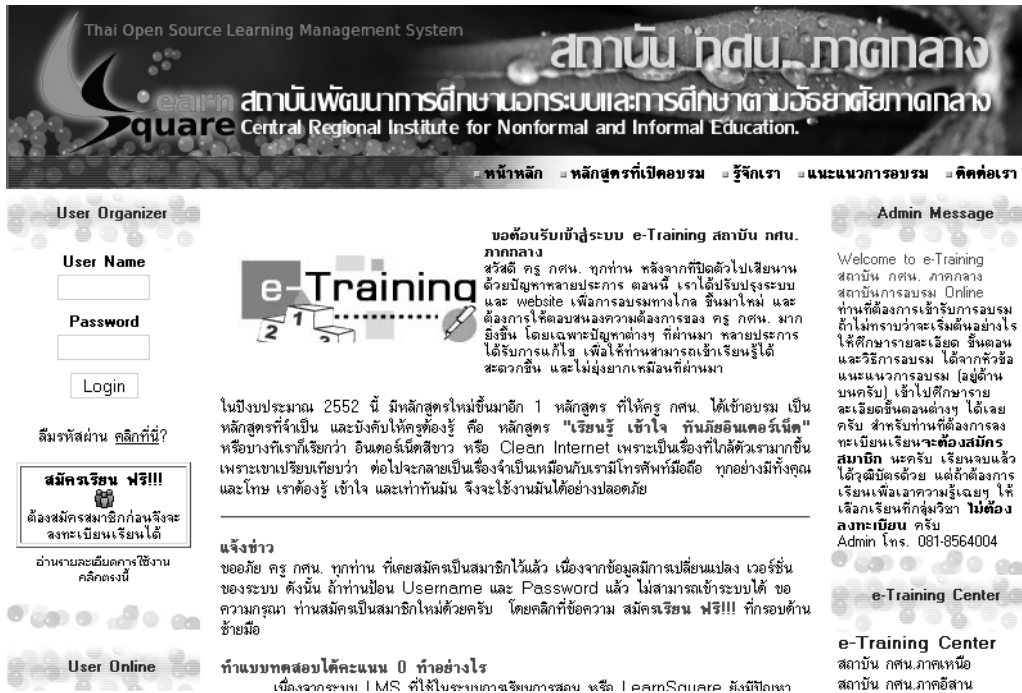 Thai Open Source Learning Management System
สถาบัน กศน. ภาคกลาง
Learn
Square
สถาบันพัฒนาการศึกษานอกระบบและการศึกษาตามอัธยาศัยภาคกลาง
Central Regional Institute for Nonformal and Informal Education.
หน้าหลัก
หลักสูตรที่เปิดอบรม
รู้จักเรา
แนะแนวการอบรม
ติดต่อเรา
User Organizer
User Name
Password
Login
ลืมรหัสผ่าน คลิกที่นี่?
สมัครเรียน ฟรี!!!
ต้องสมัครสมาชิกก่อนจึงจะ
ลงทะเบียนเรียนได้
อ่านรายละเอียดการใช้งาน
คลิกตรงนี้
User Online
e-Training
1
2
3
ขอต้อนรับเข้าสู่ระบบ e-Training สถาบัน กศน.
ภาคกลาง
สวัสดี ครู กศน. ทุกท่าน หลังจากที่ปิดตัวไปเสียนาน
ด้วยปัญหาหลายประการ ตอนนี้ เราได้ปรับปรุงระบบ
และ website เพื่อการอบรมทางไกล ขึ้นมาใหม่ และ
ต้องการให้ตอบสนองความต้องการของ ครู กศน. มาก
ยิ่งขึ้น โดยเฉพาะปัญหาต่างๆ ที่ผ่านมา หลายประการ
ได้รับการแก้ไข เพื่อให้ท่านสามารถเข้าเรียนรู้ได้
สะดวกขึ้น และไม่ยุ่งยากเหมือนที่ผ่านมา
ในปีงบประมาณ 2552 นี้ มีหลักสูตรใหม่ขึ้นมาอีก 1 หลักสูตร ที่ให้ครู กศน. ได้เข้าอบรม เป็น
หลักสูตรที่จำเป็น และบังคับให้ครูต้องรู้ คือ หลักสูตร "เรียนรู้ เข้าใจ ทันภัยอินเตอร์เน็ต"
หรือบางทีเราก็เรียกว่า อินเตอร์เน็ตสีขาว หรือ Clean Internet เพราะเป็นเรื่องที่ใกล้ตัวเรามากขึ้น
เพราะเขาเปรียบเทียบว่า ต่อไปจะกลายเป็นเรื่องจำเป็นเหมือนกับเรามีโทรศัพท์มือถือ ทุกอย่างมีทั้งคุณ
และโทษ เราต้องรู้ เข้าใจ และเท่าทันมัน จึงจะใช้งานมันได้อย่างปลอดภัย
แจ้งข่าว
ขออภัย ครู กศน. ทุกท่าน ที่เคยสมัครเป็นสมาชิกไว้แล้ว เนื่องจากข้อมูลมีการเปลี่ยนแปลง เวอร์ชั่น
ของระบบ ดังนั้น ถ้าท่านป้อน Username และ Password แล้ว ไม่สามารถเข้าระบบได้ ขอ
ความกรุณา ท่านสมัครเป็นสมาชิกใหม่ด้วยครับ โดยคลิกที่ข้อความ สมัครเรียน ฟรี!!! ที่กรอบด้าน
ซ้ายมือ
ทำแบบทดสอบได้คะแนน 0 ทำอย่างไร
เนื่องจากระบบ LMS ที่ใช้ในระบบการเรียนการสอน หรือ LearnSquare ยังมีปัญหา
Admin Message
Welcome to e-Training
สถาบัน กศน. ภาคกลาง
สถาบันการอบรม Online
ท่านที่ต้องการเข้ารับการอบรม
ถ้าไม่ทราบว่าจะเริ่มต้นอย่างไร
ให้ศึกษารายละเอียด ขั้นตอน
และวิธีการอบรม ได้จากหัวข้อ
แนะแนวการอบรม (อยู่ด้าน
บนครับ) เข้าไปศึกษาราย
ละเอียดขั้นตอนต่างๆ ได้เลย
ครับ สำหรับท่านที่ต้องการลง
ทะเบียนเรียนจะต้องสมัคร
สมาชิก นะครับ เรียนจบแล้ว
ได้วุฒิบัตรด้วย แต่ถ้าต้องการ
เรียนเพื่อเอาความรู้เฉยๆ ให้
เลือกเรียนที่กลุ่มวิชา ไม่ต้อง
ลงทะเบียน ครับ
Admin โทร. 081-8564004
e-Training Center
e-Training Center
สถาบัน กศน.ภาคเหนือ
สถาบัน กศน.ภาคอีสาน